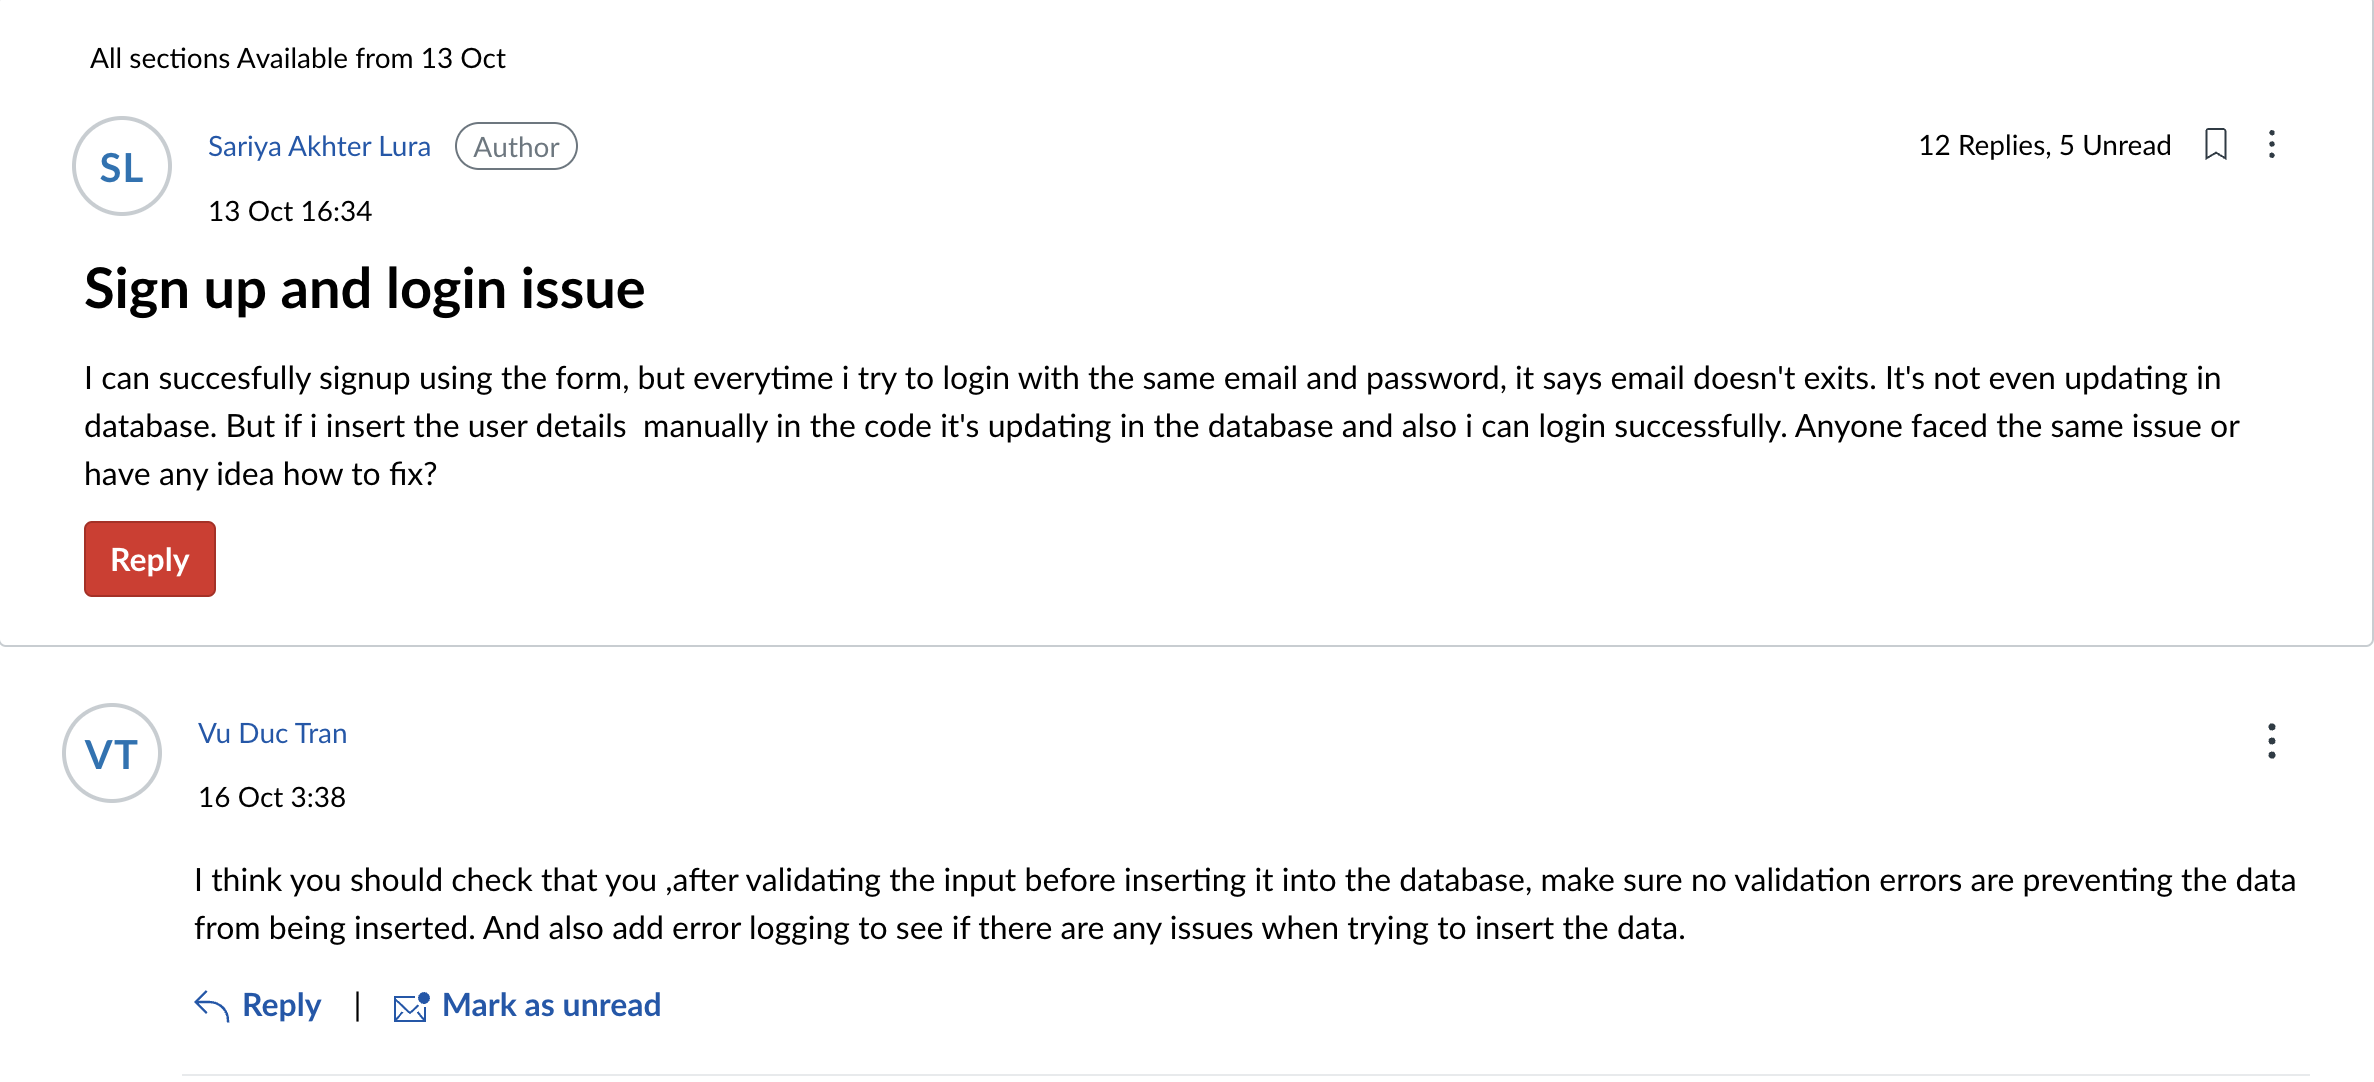 All sections Available from 13 Oct
SL
Sariya Akhter Lura Author
12 Replies, 5 Unread
13 Oct 16:34
Sign up and login issue
I can succesfully signup using the form, but everytime i try to login with the same email and password, it says email doesn't exits. It's not even updating in
database. But if i insert the user details  manually in the code it's updating in the database and also i can login successfully. Anyone faced the same issue or
have any idea how to fix?
Reply
VT
Vu Duc Tran
16 Oct 3:38
I think you should check that you ,after validating the input before inserting it into the database, make sure no validation errors are preventing the data
from being inserted. And also add error logging to see if there are any issues when trying to insert the data.
Reply | Mark as unread